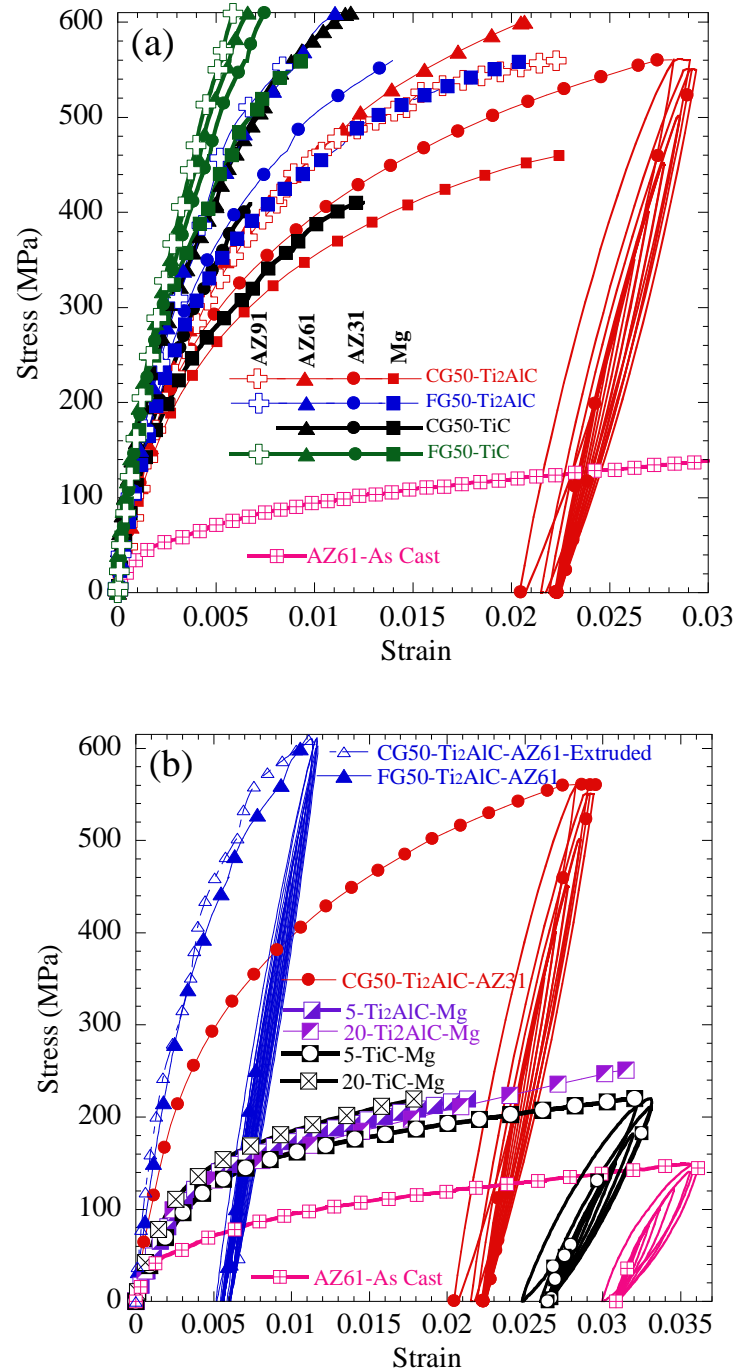 (a)
600
500
400
300
200
100
0
Stress (MPa)
AZ91
AZ61
AZ31
Mg
CG50-Ti2AlC
FG50-Ti2AlC
CG50-TiC
FG50-TiC
AZ61-As Cast
0 0.005 0.01 0.015 0.02 0.025 0.03
Strain
(b)
600
500
400
300
200
100
0
Stress (MPa)
CG50-Ti2AlC-AZ61-Extruded
FG50-Ti2AlC-AZ61
CG50-Ti2AlC-AZ31
5-Ti2AlC-Mg
20-Ti2AlC-Mg
5-TiC-Mg
20-TiC-Mg
AZ61-As Cast
0 0.005 0.01 0.015 0.02 0.025 0.03 0.035
Strain